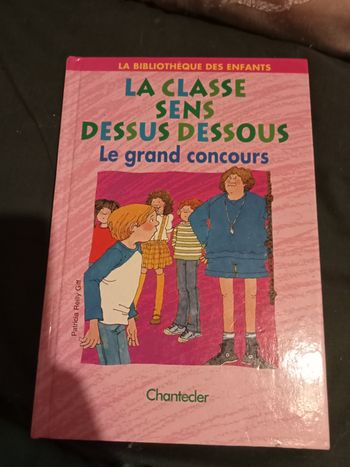 LA BIBLIOTHÈQUE DES ENFANTS
LA CLASSE
SENS
DESSUS DESSOUS
Le grand concours
Patricia Reilly Giff
Chantecler